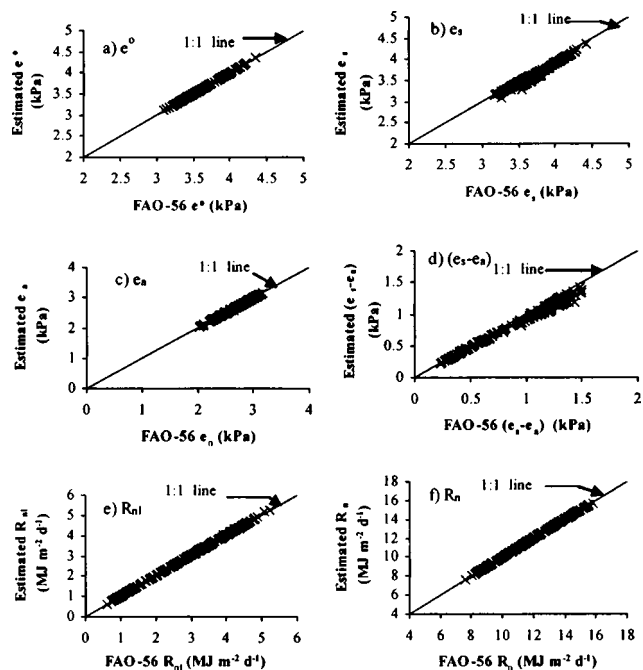 a) e°
1:1 line
Estimated e°
(kPa)
5
4.5
4
3.5
3
2.5
2
2 2.5 3 3.5 4 4.5 5
FAO-56 e° (kPa)
b) es
1:1 line
Estimated e s
(kPa)
5
4.5
4
3.5
3
2.5
2
2 2.5 3 3.5 4 4.5 5
FAO-56 es (kPa)
c) ea
1:1 line
Estimated e a
(kPa)
4
3
2
1
0
0 1 2 3 4
FAO-56 ea (kPa)
d) (es-ea)
1:1 line
Estimated (e s-ea)
(kPa)
2
1.5
1
0.5
0
0 0.5 1 1.5 2
FAO-56 (es-ea) (kPa)
e) Rnl
1:1 line
Estimated R nl
(MJ m⁻² d⁻¹)
6
5
4
3
2
1
0
0 1 2 3 4 5 6
FAO-56 Rnl (MJ m⁻² d⁻¹)
f) Rn
1:1 line
Estimated R n
(MJ m⁻² d⁻¹)
18
16
14
12
10
8
6
4
4 6 8 10 12 14 16 18
FAO-56 Rn (MJ m⁻² d⁻¹)